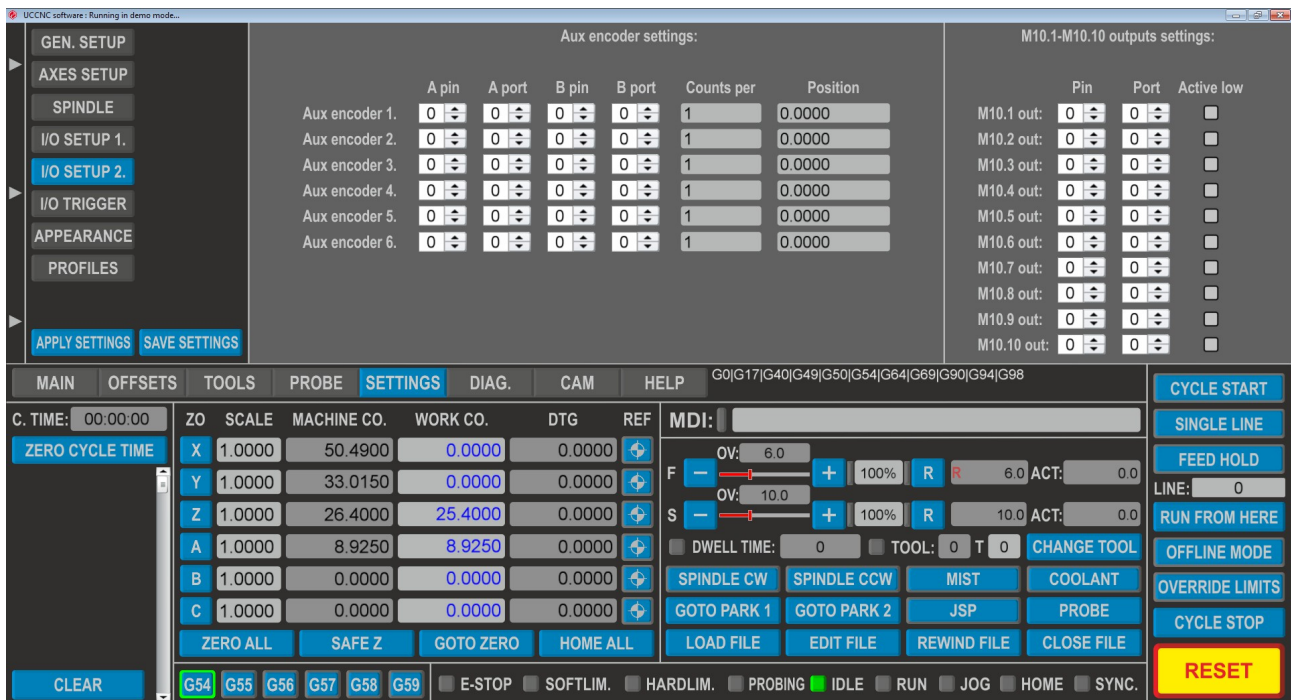 UCCNC software : Running in demo mode...
GEN. SETUP
AXES SETUP
SPINDLE
I/O SETUP 1.
I/O SETUP 2.
I/O TRIGGER
APPEARANCE
PROFILES
APPLY SETTINGS SAVE SETTINGS
Aux encoder settings:
A pin A port B pin B port Counts per Position
Aux encoder 1. 0 0 0 0 1 0.0000
Aux encoder 2. 0 0 0 0 1 0.0000
Aux encoder 3. 0 0 0 0 1 0.0000
Aux encoder 4. 0 0 0 0 1 0.0000
Aux encoder 5. 0 0 0 0 1 0.0000
Aux encoder 6. 0 0 0 0 1 0.0000
M10.1-M10.10 outputs settings:
Pin Port Active low
M10.1 out: 0 0
M10.2 out: 0 0
M10.3 out: 0 0
M10.4 out: 0 0
M10.5 out: 0 0
M10.6 out: 0 0
M10.7 out: 0 0
M10.8 out: 0 0
M10.9 out: 0 0
M10.10 out: 0 0
MAIN OFFSETS TOOLS PROBE SETTINGS DIAG. CAM HELP
G0|G17|G40|G49|G50|G54|G64|G69|G90|G94|G98
C. TIME: 00:00:00
ZERO CYCLE TIME
CLEAR
ZO SCALE MACHINE CO. WORK CO. DTG REF
X 1.0000 50.4900 0.0000 0.0000
Y 1.0000 33.0150 0.0000 0.0000
Z 1.0000 26.4000 25.4000 0.0000
A 1.0000 8.9250 8.9250 0.0000
B 1.0000 0.0000 0.0000 0.0000
C 1.0000 0.0000 0.0000 0.0000
ZERO ALL SAFE Z GOTO ZERO HOME ALL
G54 G55 G56 G57 G58 G59
MDI:
OV: 6.0
F − + 100% R R 6.0 ACT: 0.0
OV: 10.0
S − + 100% R 10.0 ACT: 0.0
DWELL TIME: 0 TOOL: 0 T 0 CHANGE TOOL
SPINDLE CW SPINDLE CCW MIST COOLANT
GOTO PARK 1 GOTO PARK 2 JSP PROBE
LOAD FILE EDIT FILE REWIND FILE CLOSE FILE
E-STOP SOFTLIM. HARDLIM. PROBING IDLE RUN JOG HOME SYNC.
CYCLE START
SINGLE LINE
FEED HOLD
LINE: 0
RUN FROM HERE
OFFLINE MODE
OVERRIDE LIMITS
CYCLE STOP
RESET